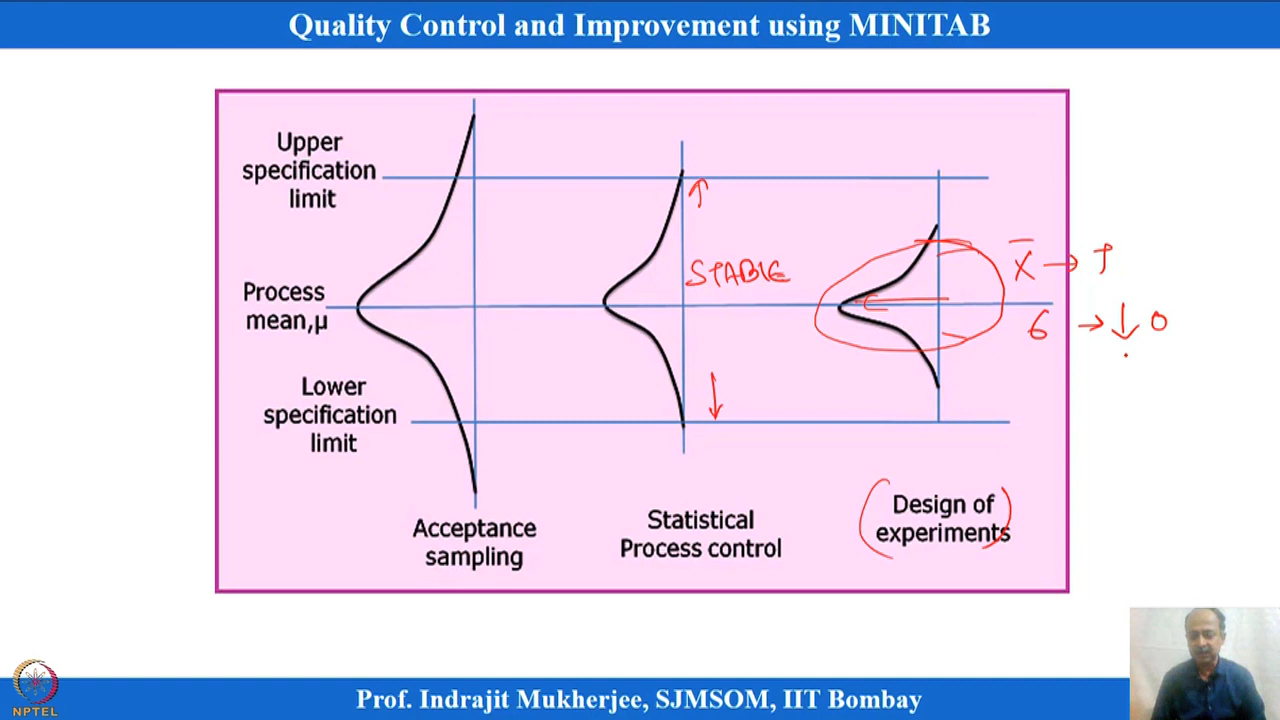 Quality Control and Improvement using MINITAB
Upper
specification
limit
Process
mean,μ
Lower
specification
limit
STABLE
X̄ → T
σ → ↓ 0
Acceptance
sampling
Statistical
Process control
Design of
experiments
NPTEL
Prof. Indrajit Mukherjee, SJMSOM, IIT Bombay